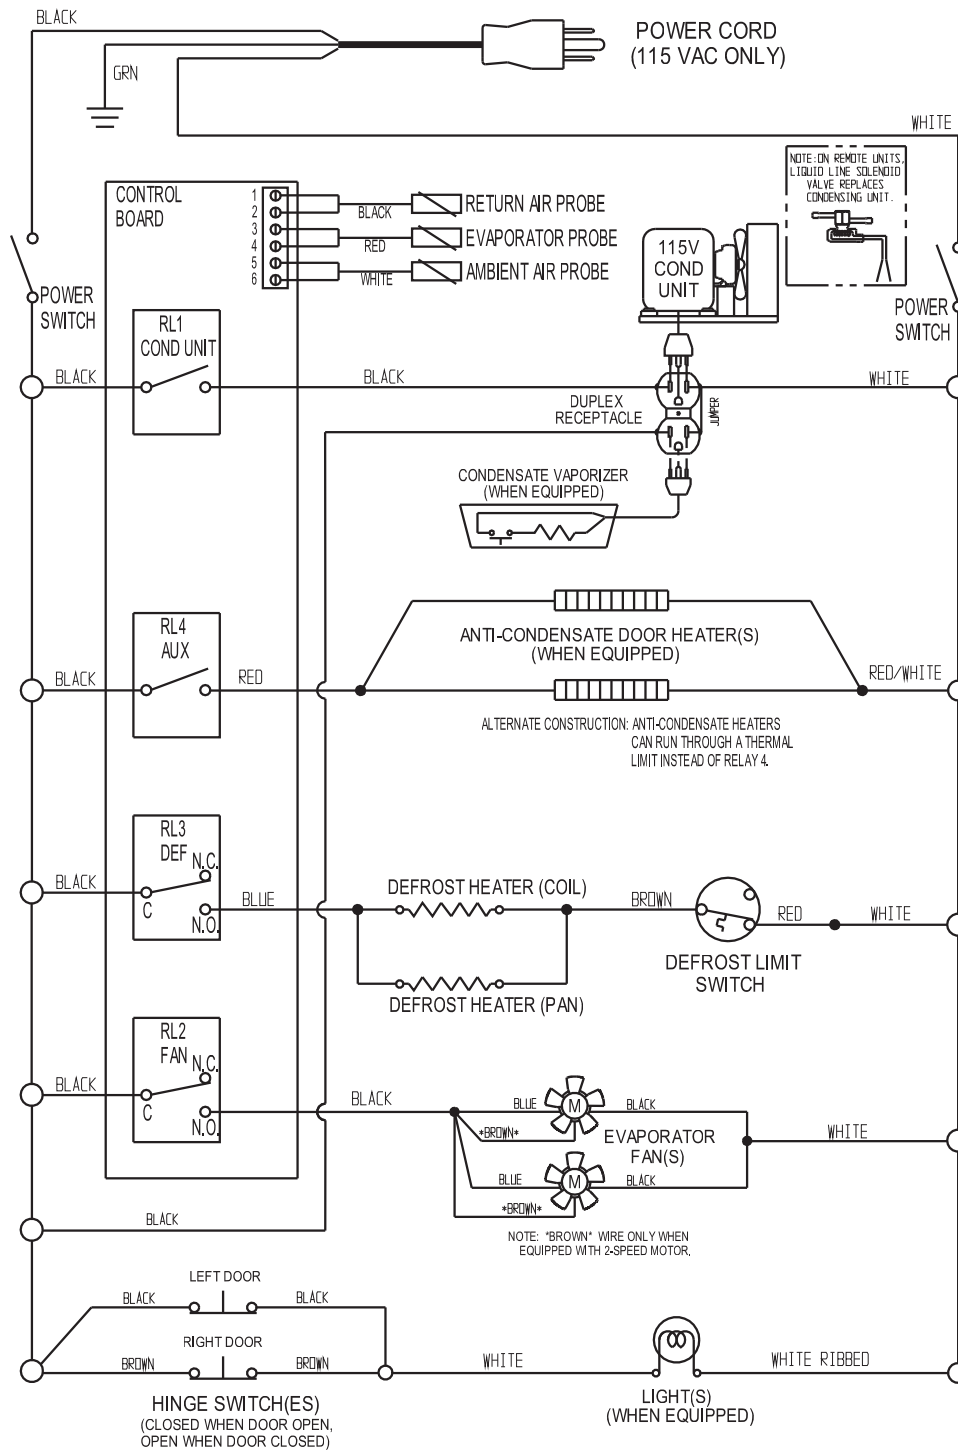 BLACK
POWER CORD
(115 VAC ONLY)
GRN
WHITE
NOTE:ON REMOTE UNITS,
LIQUID LINE SOLENOID
VALVE REPLACES
CONDENSING UNIT.
CONTROL
BOARD
1
2
3
4
5
6
BLACK
RED
WHITE
RETURN AIR PROBE
EVAPORATOR PROBE
AMBIENT AIR PROBE
115V
COND
UNIT
POWER
SWITCH
POWER
SWITCH
RL1
COND UNIT
BLACK
BLACK
WHITE
DUPLEX
RECEPTACLE
JUMPER
CONDENSATE VAPORIZER
(WHEN EQUIPPED)
RL4
AUX
BLACK
RED
ANTI-CONDENSATE DOOR HEATER(S)
(WHEN EQUIPPED)
RED/WHITE
ALTERNATE CONSTRUCTION: ANTI-CONDENSATE HEATERS
CAN RUN THROUGH A THERMAL
LIMIT INSTEAD OF RELAY 4.
RL3
DEF
N.C.
BLACK
C
N.O.
BLUE
DEFROST HEATER (COIL)
BROWN
RED
WHITE
DEFROST LIMIT
SWITCH
DEFROST HEATER (PAN)
RL2
FAN
N.C.
BLACK
C
N.O.
BLACK
BLUE
M
BLACK
*BROWN*
EVAPORATOR
FAN(S)
WHITE
BLUE
M
BLACK
*BROWN*
BLACK
NOTE: *BROWN* WIRE ONLY WHEN
EQUIPPED WITH 2-SPEED MOTOR.
LEFT DOOR
BLACK
BLACK
RIGHT DOOR
BROWN
BROWN
WHITE
WHITE RIBBED
HINGE SWITCH(ES)
(CLOSED WHEN DOOR OPEN,
OPEN WHEN DOOR CLOSED)
LIGHT(S)
(WHEN EQUIPPED)